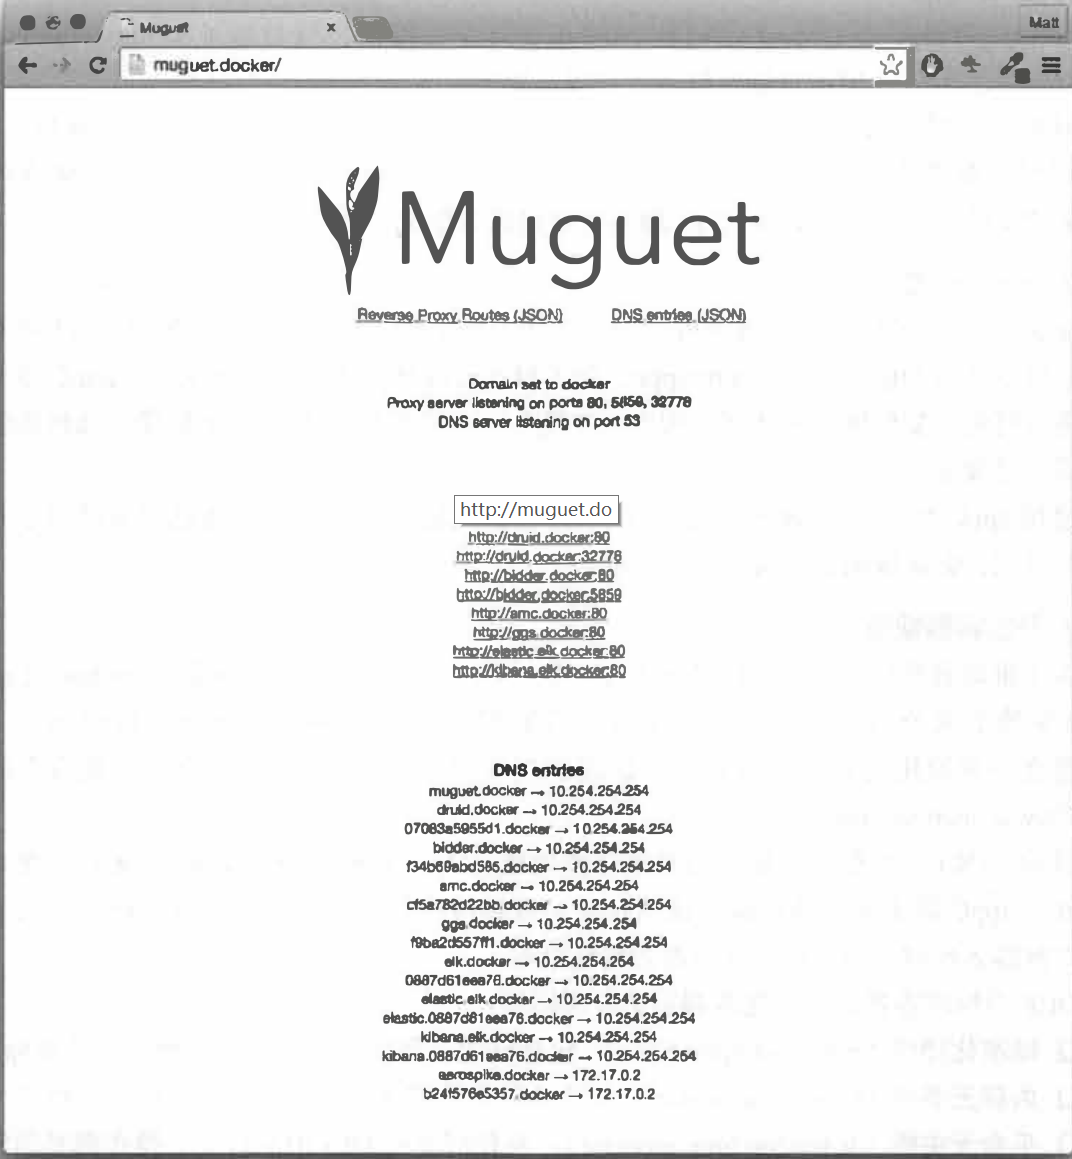 Muguet
Matt
muguet.docker/
Muguet
Reverse Proxy Routes (JSON) DNS entries (JSON)
Domain set to docker
Proxy server listening on ports 80, 5859, 32778
DNS server listening on port 53
http://muguet.do
http://druid.docker:80
http://druid.docker:32778
http://bidder.docker:80
http://bidder.docker:5859
http://amc.docker:80
http://ggs.docker:80
http://elastic.elk.docker:80
http://kibana.elk.docker:80
DNS entries
muguet.docker → 10.254.254.254
druid.docker → 10.254.254.254
07083a5955d1.docker → 10.254.254.254
bidder.docker → 10.254.254.254
f34b69abd585.docker → 10.254.254.254
amc.docker → 10.254.254.254
cf5a782d22bb.docker → 10.254.254.254
ggs.docker → 10.254.254.254
f9ba2d557ff1.docker → 10.254.254.254
elk.docker → 10.254.254.254
0887d61eea76.docker → 10.254.254.254
elastic.elk.docker → 10.254.254.254
elastic.0887d61eea76.docker → 10.254.254.254
kibana.elk.docker → 10.254.254.254
kibana.0887d61eea76.docker → 10.254.254.254
aerospike.docker → 172.17.0.2
b24f576e5357.docker → 172.17.0.2